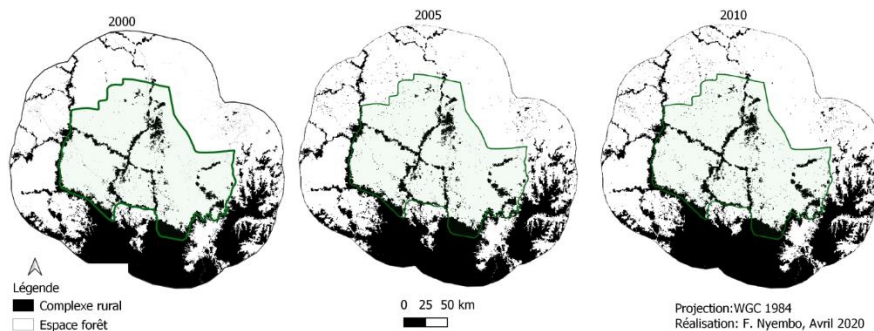 2000
2005
2010
Légende
Complexe rural
Espace forêt
0 25 50 km
Projection:WGC 1984
Réalisation: F. Nyembo, Avril 2020